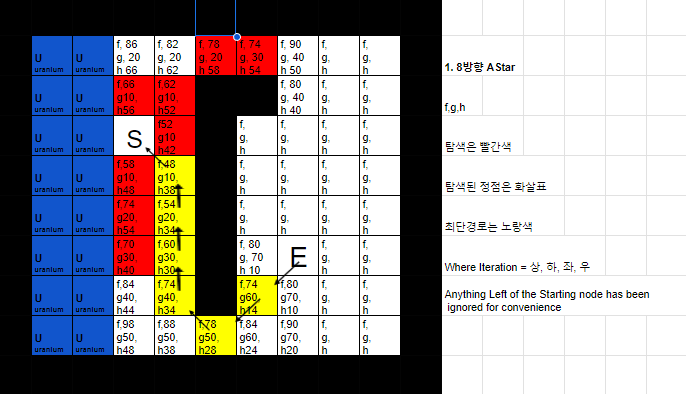 f, 86 f, 82 f, 78 f, 74 f, 90 f, f,
U U g, 20 g, 20 g, 20 g, 30 g, 40 g, g,
uranium uranium h 66 h 62 h 58 h 54 h 50 h h
1. 8방향 AStar
f,66 f,62 f, 80 f, f,
U U g10, g10, g, 40 g, g,
uranium uranium h56 h52 h 40 h h
f,g,h
f52 f, f, f, f,
U U S g10 g, g, g, g,
uranium uranium h42 h h h h
탐색은 빨간색
f,58 f,48 f, f, f, f,
U U g10, g10, g, g, g, g,
uranium uranium h48 h38 h h h h
탐색된 정점은 화살표
f,74 f,54 f, f, f, f,
U U g20, g20, g, g, g, g,
uranium uranium h54 h34 h h h h
최단경로는 노랑색
f,70 f,60 f, 80 f, f,
U U g30, g30, g, 70 E g, g,
uranium uranium h40 h30 h 10 h h
Where Iteration = 상, 하, 좌, 우
f,84 f,74 f,74 f,80 f, f,
U U g40, g40, g60, g70, g, g,
uranium uranium h44 h34 h14 h10 h h
Anything Left of the Starting node has been
ignored for convenience
f,98 f,88 f,78 f,84 f,90 f, f,
U U g50, g50, g50, g60, g70, g, g,
uranium uranium h48 h38 h28 h24 h20 h h